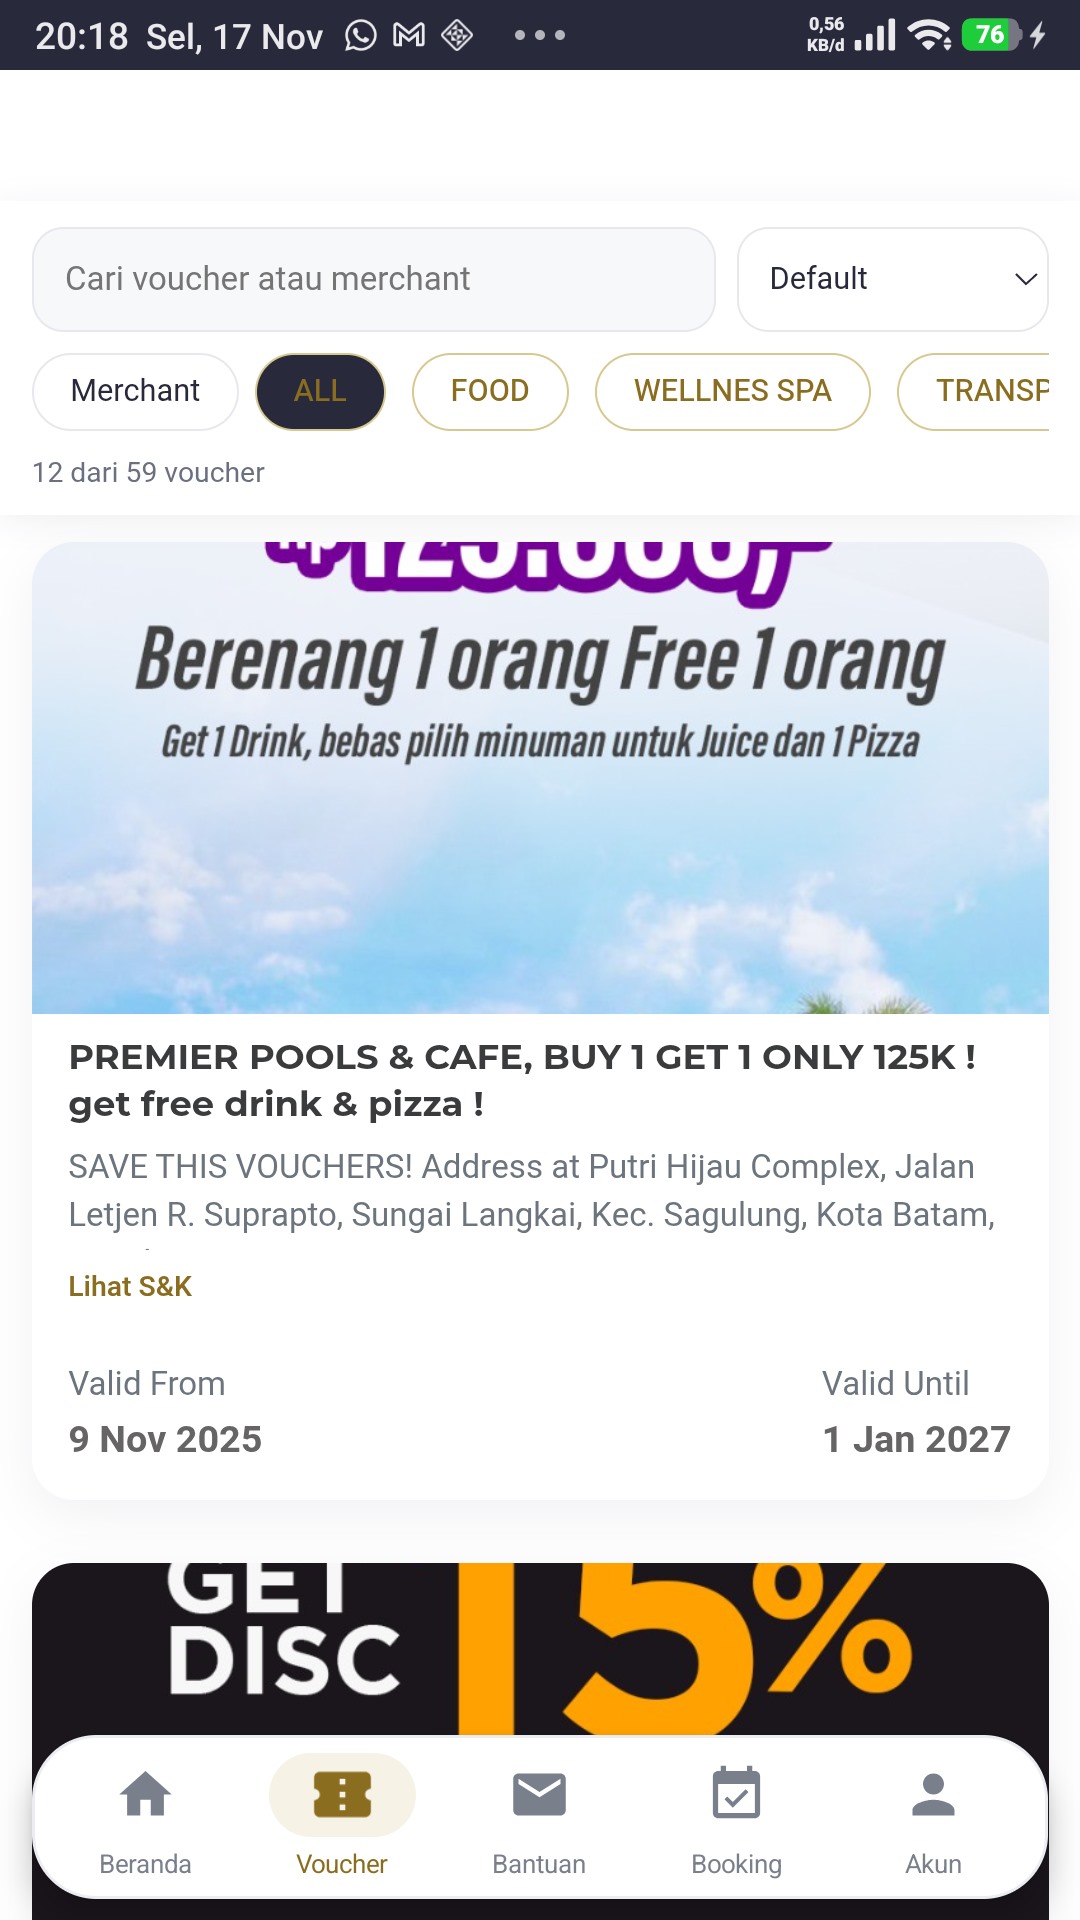 20:18 Sel, 17 Nov
0,56
KB/d
76
Cari voucher atau merchant
Default
Merchant
ALL
FOOD
WELLNES SPA
TRANSP
12 dari 59 voucher
Rp125.000,-
Berenang 1 orang Free 1 orang
Get 1 Drink, bebas pilih minuman untuk Juice dan 1 Pizza
PREMIER POOLS & CAFE, BUY 1 GET 1 ONLY 125K !
get free drink & pizza !
SAVE THIS VOUCHERS! Address at Putri Hijau Complex, Jalan
Letjen R. Suprapto, Sungai Langkai, Kec. Sagulung, Kota Batam,
Lihat S&K
Valid From
Valid Until
9 Nov 2025
1 Jan 2027
GET
DISC
15%
Beranda
Voucher
Bantuan
Booking
Akun